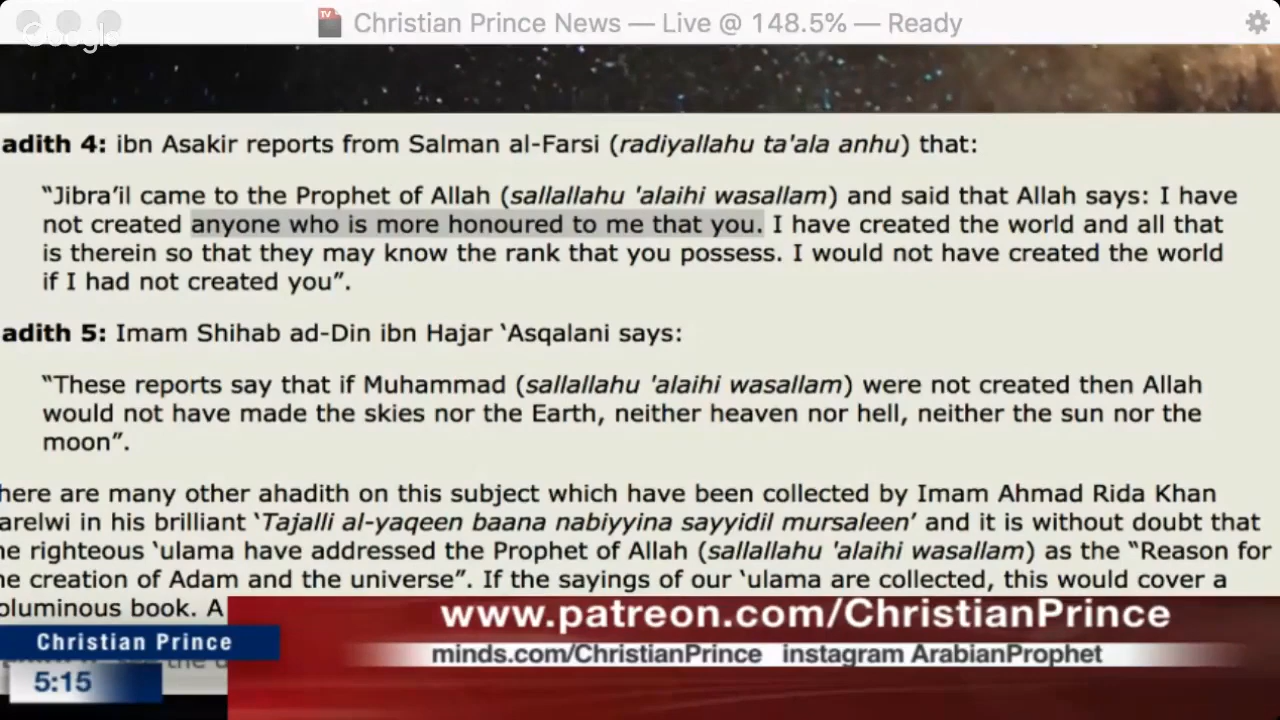 TV
Christian Prince News — Live @ 148.5% — Ready
Google
adith 4: ibn Asakir reports from Salman al-Farsi (radiyallahu ta'ala anhu) that:
“Jibra’il came to the Prophet of Allah (sallallahu 'alaihi wasallam) and said that Allah says: I have
not created anyone who is more honoured to me that you. I have created the world and all that
is therein so that they may know the rank that you possess. I would not have created the world
if I had not created you”.
adith 5: Imam Shihab ad-Din ibn Hajar ‘Asqalani says:
“These reports say that if Muhammad (sallallahu 'alaihi wasallam) were not created then Allah
would not have made the skies nor the Earth, neither heaven nor hell, neither the sun nor the
moon”.
here are many other ahadith on this subject which have been collected by Imam Ahmad Rida Khan
arelwi in his brilliant ‘Tajalli al-yaqeen baana nabiyyina sayyidil mursaleen’ and it is without doubt that
he righteous ‘ulama have addressed the Prophet of Allah (sallallahu 'alaihi wasallam) as the “Reason for
he creation of Adam and the universe”. If the sayings of our ‘ulama are collected, this would cover a
oluminous book. A
www.patreon.com/ChristianPrince
Christian Prince
minds.com/ChristianPrince instagram ArabianProphet
5:15